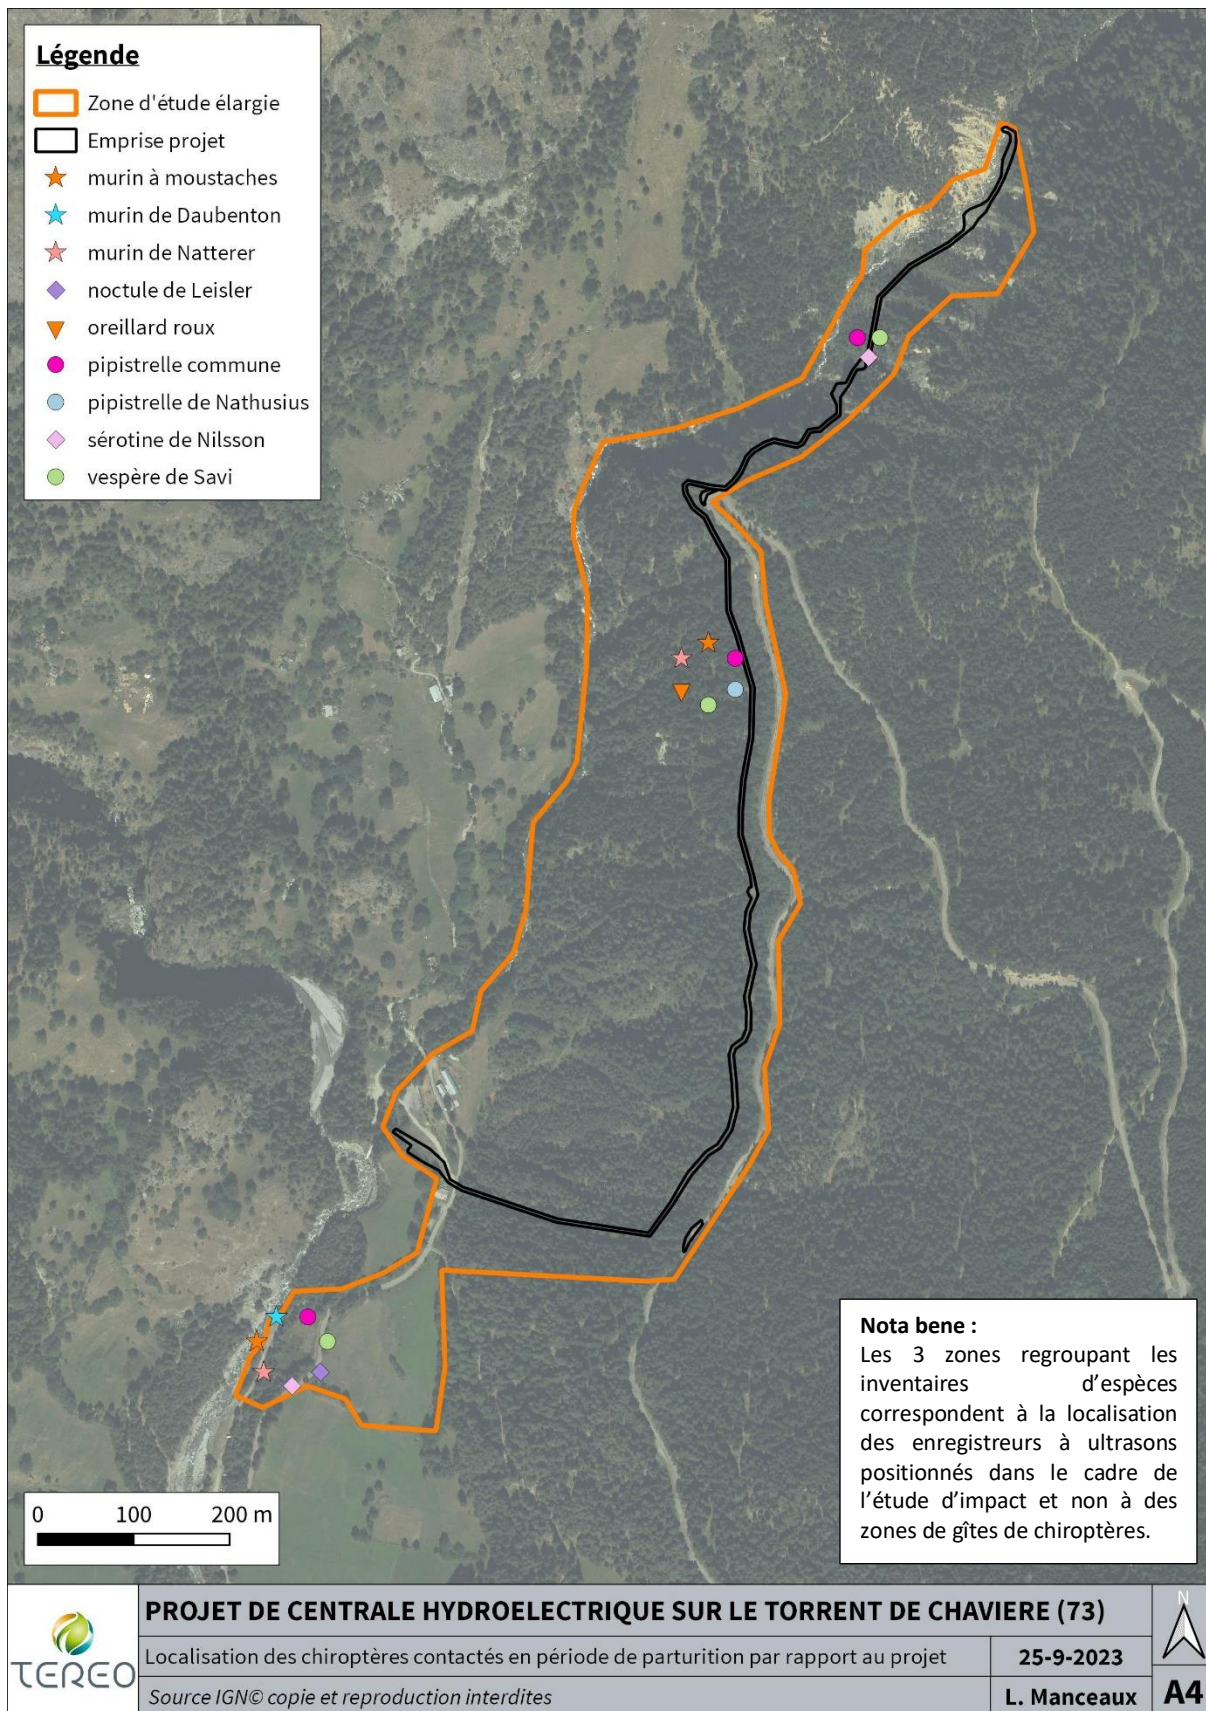 Légende
Zone d'étude élargie
Emprise projet
murin à moustaches
murin de Daubenton
murin de Natterer
noctule de Leisler
oreillard roux
pipistrelle commune
pipistrelle de Nathusius
sérotine de Nilsson
vespère de Savi
Nota bene :
Les 3 zones regroupant les
inventaires d'espèces
correspondent à la localisation
des enregistreurs à ultrasons
positionnés dans le cadre de
l'étude d'impact et non à des
zones de gîtes de chiroptères.
0 100 200 m
TEREO
PROJET DE CENTRALE HYDROELECTRIQUE SUR LE TORRENT DE CHAVIERE (73)
Localisation des chiroptères contactés en période de parturition par rapport au projet
25-9-2023
Source IGN© copie et reproduction interdites
L. Manceaux
N
A4